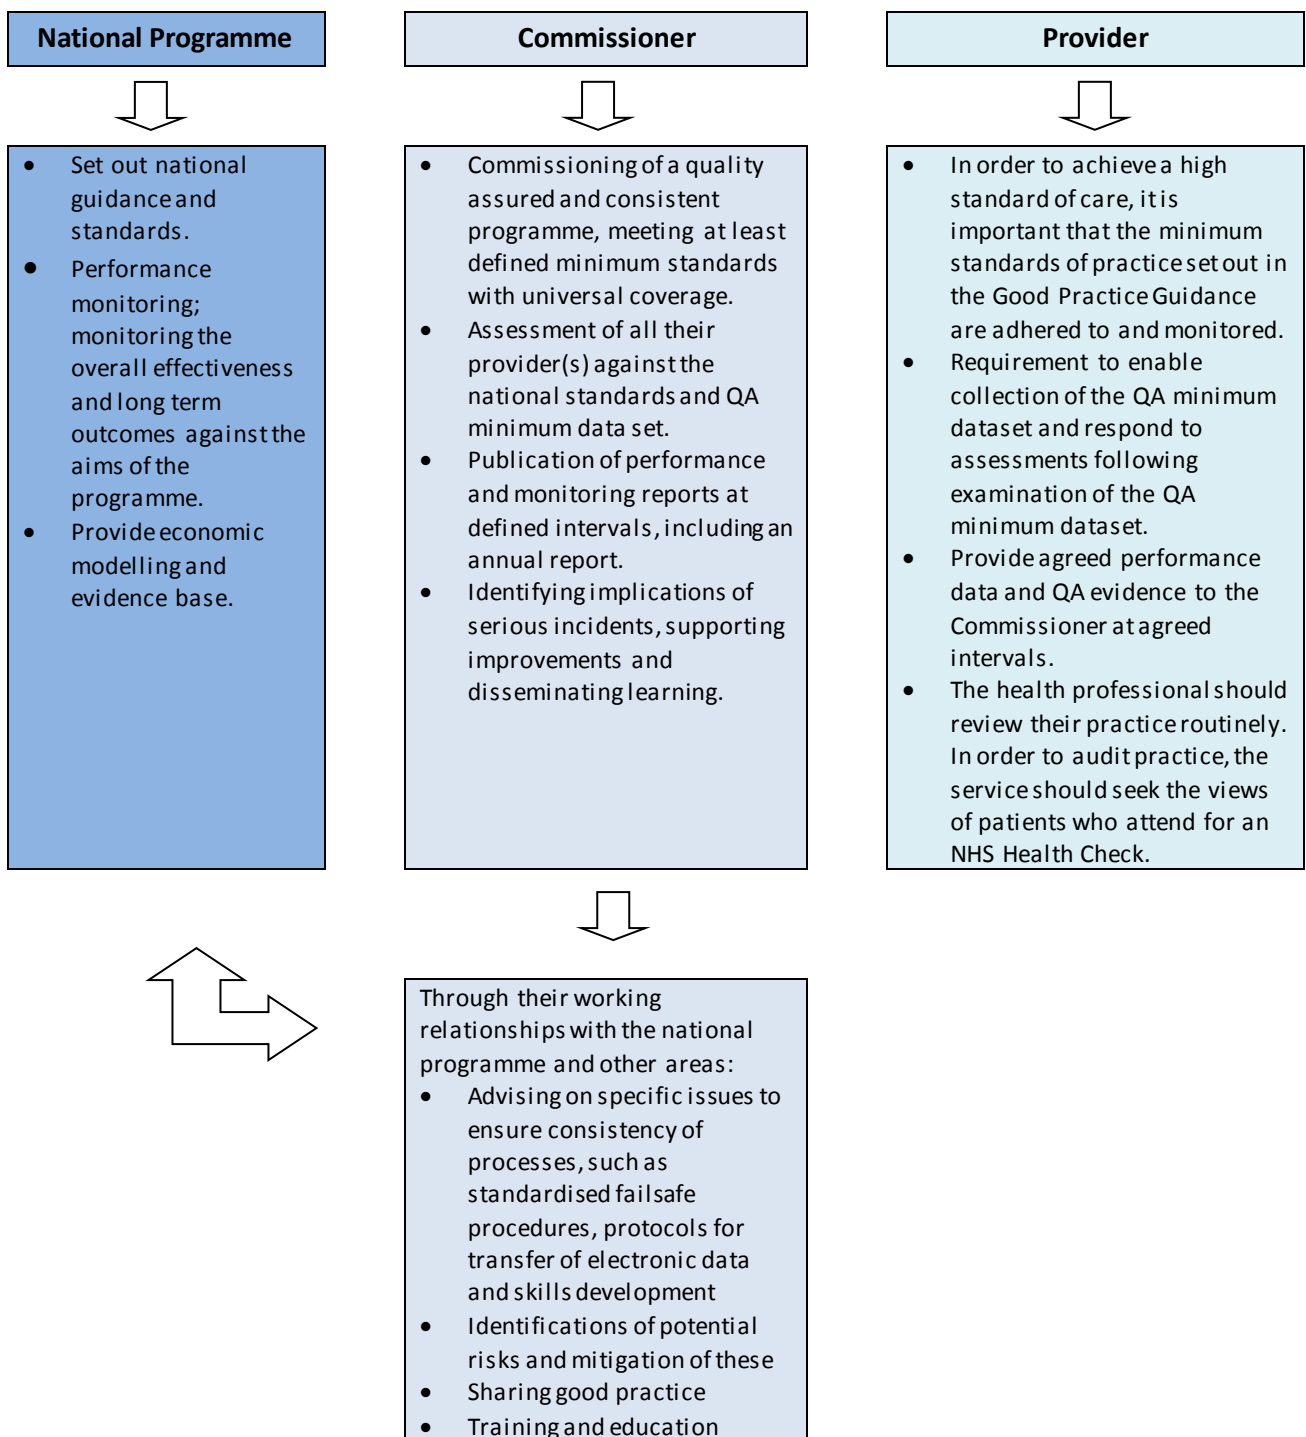 National Programme
Commissioner
Provider
• Set out national
guidance and
standards.
• Performance
monitoring;
monitoring the
overall effectiveness
and long term
outcomes against the
aims of the
programme.
• Provide economic
modelling and
evidence base.
• Commissioning of a quality
assured and consistent
programme, meeting at least
defined minimum standards
with universal coverage.
• Assessment of all their
provider(s) against the
national standards and QA
minimum data set.
• Publication of performance
and monitoring reports at
defined intervals, including an
annual report.
• Identifying implications of
serious incidents, supporting
improvements and
disseminating learning.
• In order to achieve a high
standard of care, it is
important that the minimum
standards of practice set out in
the Good Practice Guidance
are adhered to and monitored.
• Requirement to enable
collection of the QA minimum
dataset and respond to
assessments following
examination of the QA
minimum dataset.
• Provide agreed performance
data and QA evidence to the
Commissioner at agreed
intervals.
• The health professional should
review their practice routinely.
In order to audit practice, the
service should seek the views
of patients who attend for an
NHS Health Check.
Through their working
relationships with the national
programme and other areas:
• Advising on specific issues to
ensure consistency of
processes, such as
standardised failsafe
procedures, protocols for
transfer of electronic data
and skills development
• Identifications of potential
risks and mitigation of these
• Sharing good practice
• Training and education